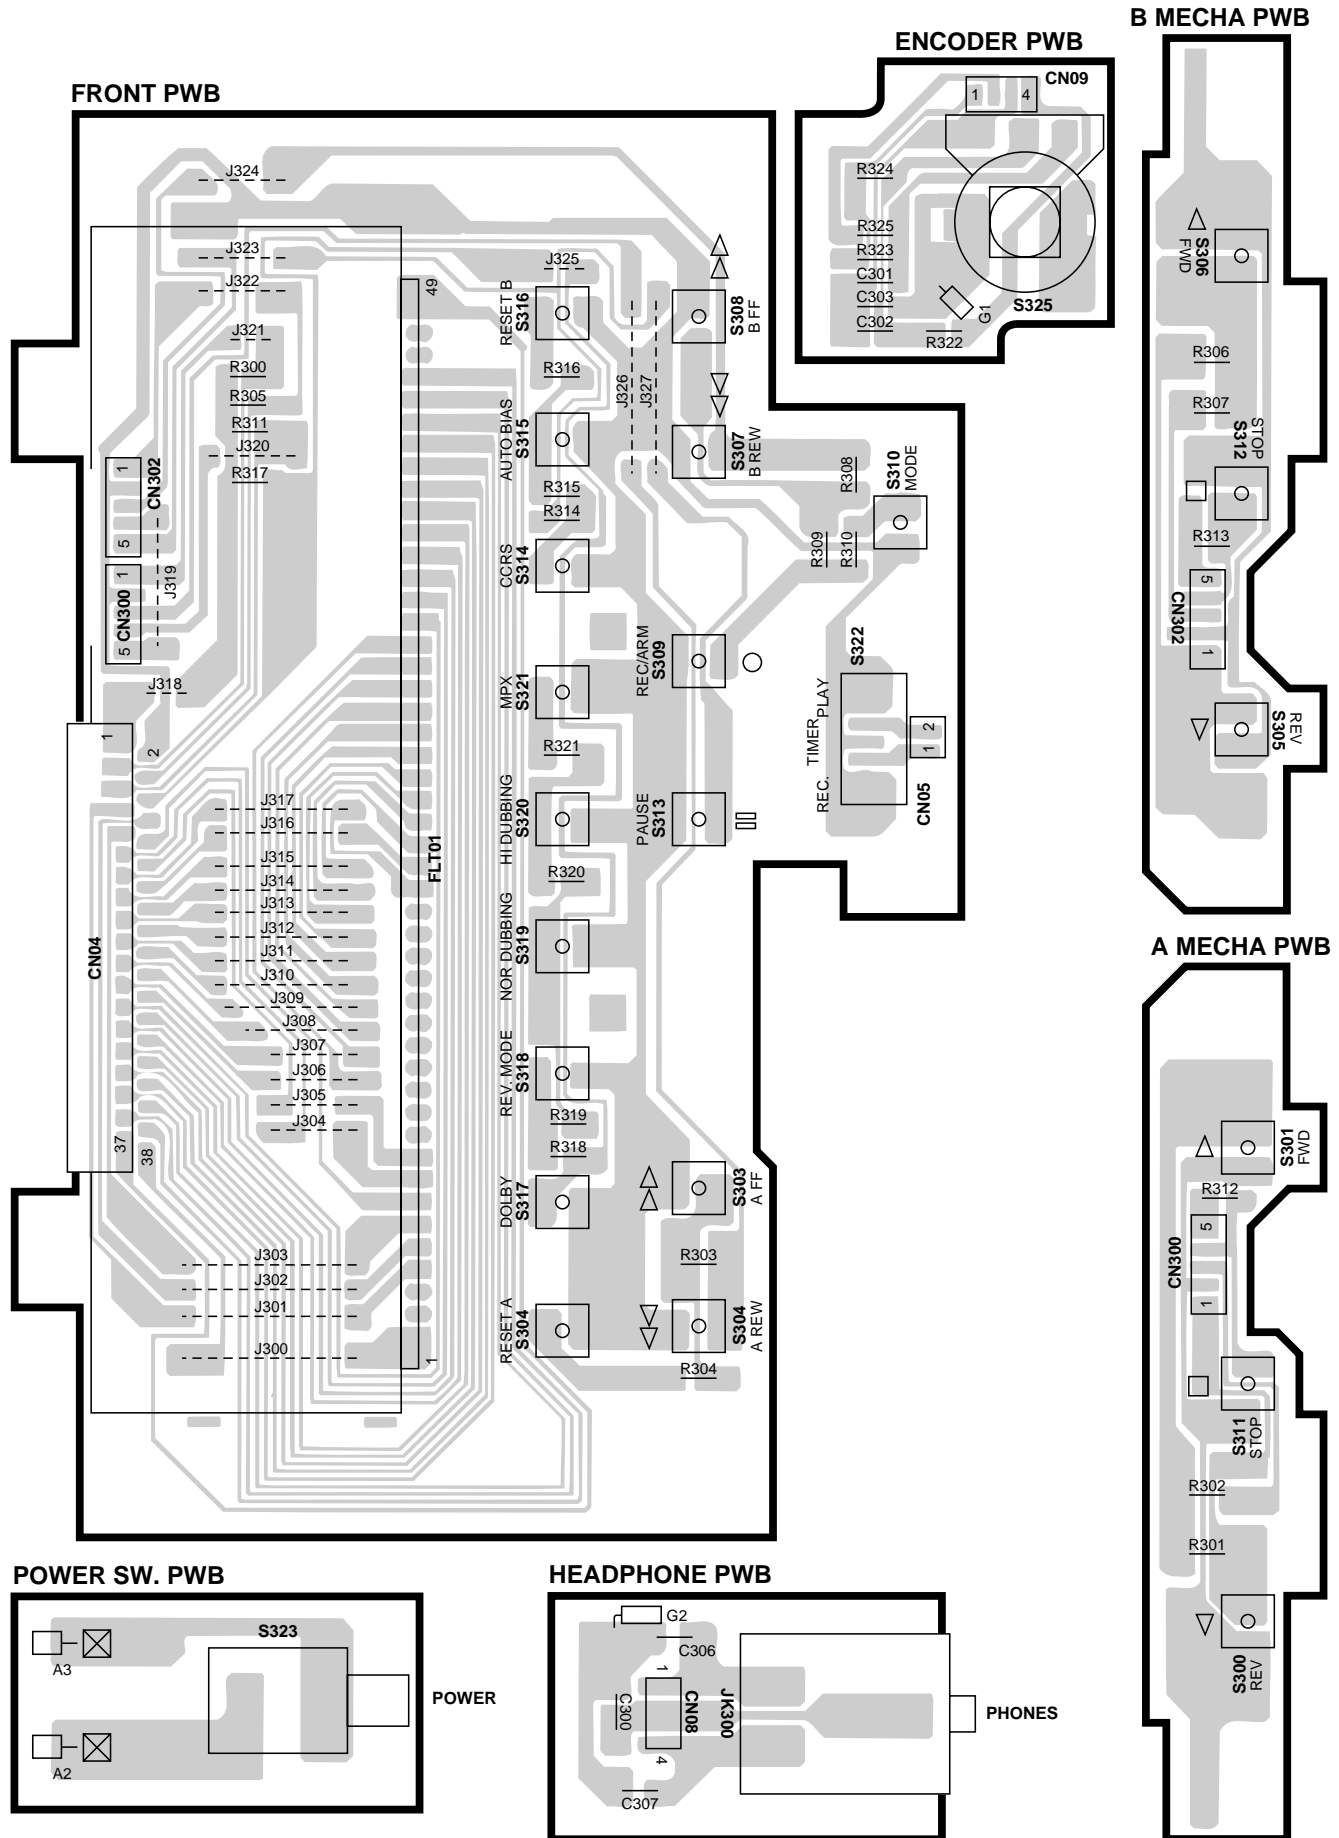 B MECHA PWB
ENCODER PWB
FRONT PWB
CN09
1
4
R324
R325
R323
C301
C303
C302
R322
G1
S325
J324
J323
J322
J321
R300
R305
R311
J320
R317
CN302
1
5
J319
CN300
1
5
J318
1
2
CN04
37
38
49
FLT01
1
J317
J316
J315
J314
J313
J312
J311
J310
J309
J308
J307
J306
J305
J304
J303
J302
J301
J300
J325
RESET B
S316
R316
J326
J327
S308
B FF
AUTO BIAS
S315
S307
B REW
R315
R314
CCRS
S314
R308
S310
MODE
R309
R310
REC/ARM
S309
MPX
S321
R321
S322
REC.
TIMER
PLAY
2
1
CN05
HI DUBBING
S320
PAUSE
S313
R320
NOR DUBBING
S319
REV. MODE
S318
R319
R318
DOLBY
S317
S303
A FF
R303
RESET A
S304
S304
A REW
R304
S306
FWD
R306
R307
STOP
S312
R313
5
CN302
1
REV
S305
A MECHA PWB
S301
FWD
R312
5
CN300
1
S311
STOP
R302
R301
S300
REV
POWER SW. PWB
A3
A2
S323
POWER
HEADPHONE PWB
G2
C306
1
C300
CN08
JK300
4
C307
PHONES